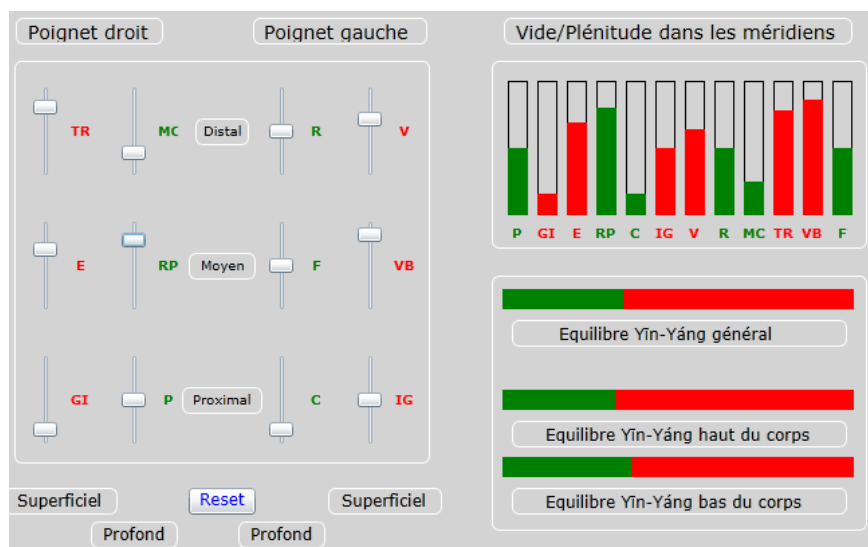 Poignet droit Poignet gauche Vide/Plénitude dans les méridiens
TR MC Distal R V
P GI E RP C IG V R MC TR VB F
E RP Moyen F VB
Equilibre Yīn-Yáng général
GI P Proximal C IG
Equilibre Yīn-Yáng haut du corps
Equilibre Yīn-Yáng bas du corps
Superficiel Reset Superficiel
Profond Profond